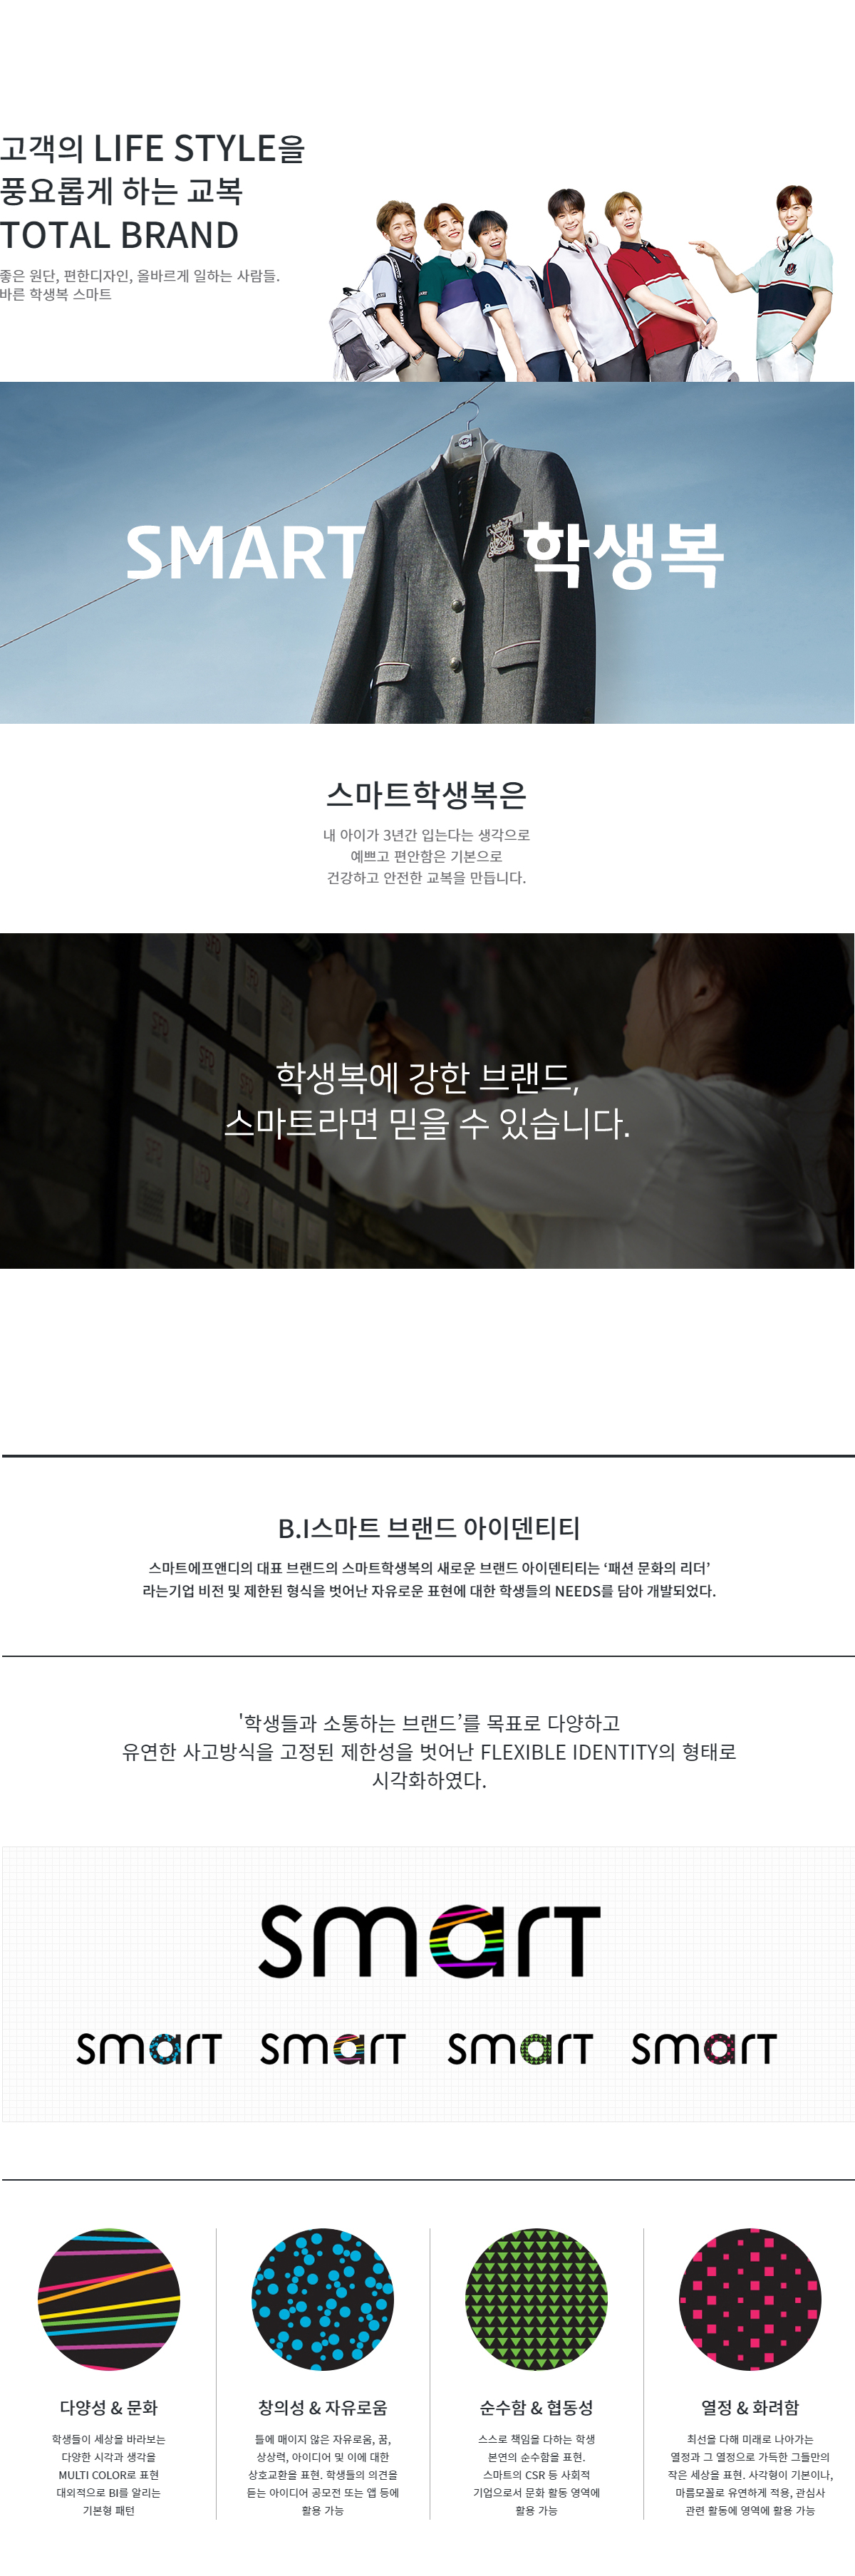 고객의 LIFE STYLE을
풍요롭게 하는 교복
TOTAL BRAND
좋은 원단, 편한디자인, 올바르게 일하는 사람들.
바른 학생복 스마트
SMART 학생복
스마트학생복은
내 아이가 3년간 입는다는 생각으로
예쁘고 편안함은 기본으로
건강하고 안전한 교복을 만듭니다.
학생복에 강한 브랜드,
스마트라면 믿을 수 있습니다.
B.I스마트 브랜드 아이덴티티
스마트에프앤디의 대표 브랜드의 스마트학생복의 새로운 브랜드 아이덴티티는 ‘패션 문화의 리더’
라는기업 비전 및 제한된 형식을 벗어난 자유로운 표현에 대한 학생들의 NEEDS를 담아 개발되었다.
'학생들과 소통하는 브랜드’를 목표로 다양하고
유연한 사고방식을 고정된 제한성을 벗어난 FLEXIBLE IDENTITY의 형태로
시각화하였다.
smart
smart smart smart smart
다양성 & 문화
학생들이 세상을 바라보는
다양한 시각과 생각을
MULTI COLOR로 표현
대외적으로 BI를 알리는
기본형 패턴
창의성 & 자유로움
틀에 매이지 않은 자유로움, 꿈,
상상력, 아이디어 및 이에 대한
상호교환을 표현. 학생들의 의견을
듣는 아이디어 공모전 또는 앱 등에
활용 가능
순수함 & 협동성
스스로 책임을 다하는 학생
본연의 순수함을 표현.
스마트의 CSR 등 사회적
기업으로서 문화 활동 영역에
활용 가능
열정 & 화려함
최선을 다해 미래로 나아가는
열정과 그 열정으로 가득한 그들만의
작은 세상을 표현. 사각형이 기본이나,
마름모꼴로 유연하게 적용, 관심사
관련 활동에 영역에 활용 가능